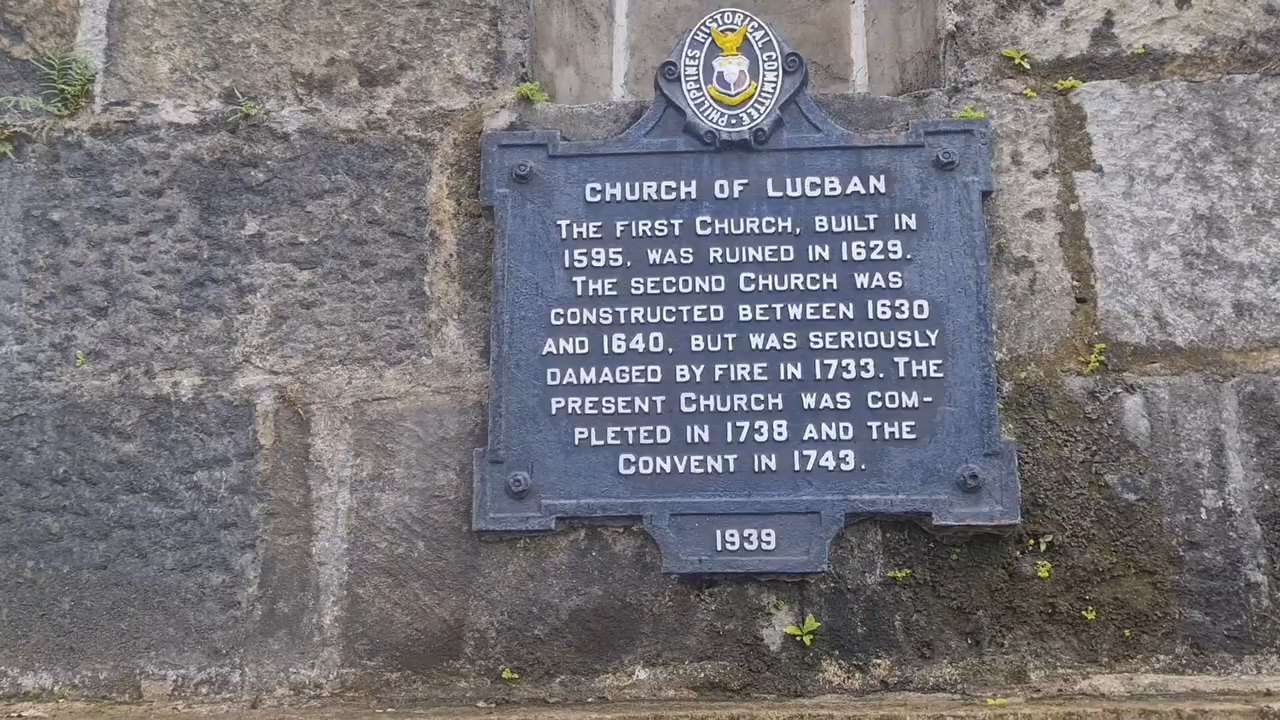 PHILIPPINES HISTORICAL COMMITTEE •
CHURCH OF LUCBAN
THE FIRST CHURCH, BUILT IN
1595, WAS RUINED IN 1629.
THE SECOND CHURCH WAS
CONSTRUCTED BETWEEN 1630
AND 1640, BUT WAS SERIOUSLY
DAMAGED BY FIRE IN 1733. THE
PRESENT CHURCH WAS COM-
PLETED IN 1738 AND THE
CONVENT IN 1743.
1939